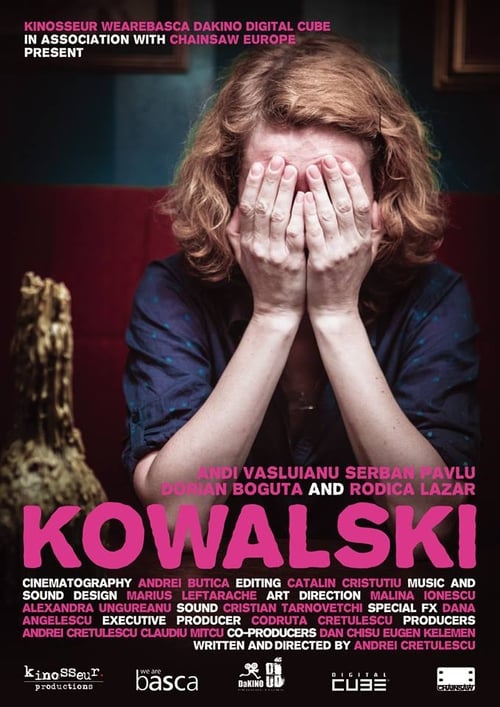 KINOSSEUR WEAREBASCA DAKINO DIGITAL CUBE
IN ASSOCIATION WITH CHAINSAW EUROPE
PRESENT
ANDI VASLUIANU SERBAN PAVLU
DORIAN BOGUTA AND RODICA LAZAR
KOWALSKI
CINEMATOGRAPHY ANDREI BUTICA EDITING CATALIN CRISTUTIU MUSIC AND
SOUND DESIGN MARIUS LEFTARACHE ART DIRECTION MALINA IONESCU
ALEXANDRA UNGUREANU SOUND CRISTIAN TARNOVETCHI SPECIAL FX DANA
ANGELESCU EXECUTIVE PRODUCER CODRUTA CRETULESCU PRODUCERS
ANDREI CRETULESCU CLAUDIU MITCU CO-PRODUCERS DAN CHISU EUGEN KELEMEN
WRITTEN AND DIRECTED BY ANDREI CRETULESCU
kinosseur
productions
we are
basca
DaKINO
DIGITAL
CUBE
CHAINSAW